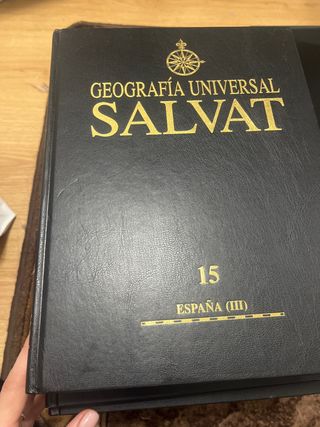 GEOGRAFÍA UNIVERSAL
SALVAT
15
ESPAÑA (III)